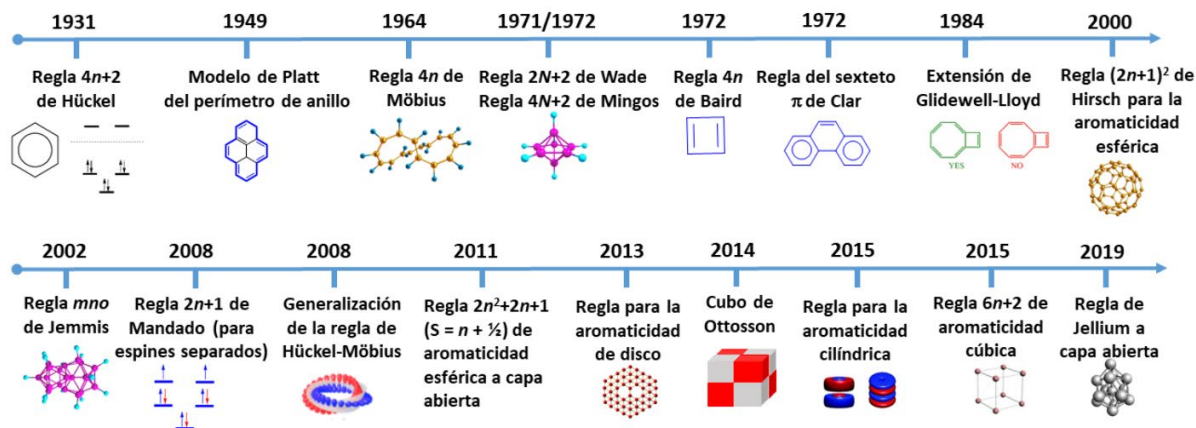 1931
1949
1964
1971/1972
1972
1972
1984
2000
Regla 4n+2
de Hückel
Modelo de Platt
del perímetro de anillo
Regla 4n de
Möbius
Regla 2N+2 de Wade
Regla 4N+2 de Mingos
Regla 4n
de Baird
Regla del sexteto
π de Clar
Extensión de
Glidewell-Lloyd
YES
NO
Regla (2n+1)² de
Hirsch para la
aromaticidad
esférica
2002
2008
2008
2011
2013
2014
2015
2015
2019
Regla mno
de Jemmis
Regla 2n+1 de
Mandado (para
espines separados)
Generalización
de la regla de
Hückel-Möbius
Regla 2n²+2n+1
(S = n + ½) de
aromaticidad
esférica a capa
abierta
Regla para la
aromaticidad
de disco
Cubo de
Ottosson
Regla para la
aromaticidad
cilíndrica
Regla 6n+2 de
aromaticidad
cúbica
Regla de
Jellium a
capa abierta